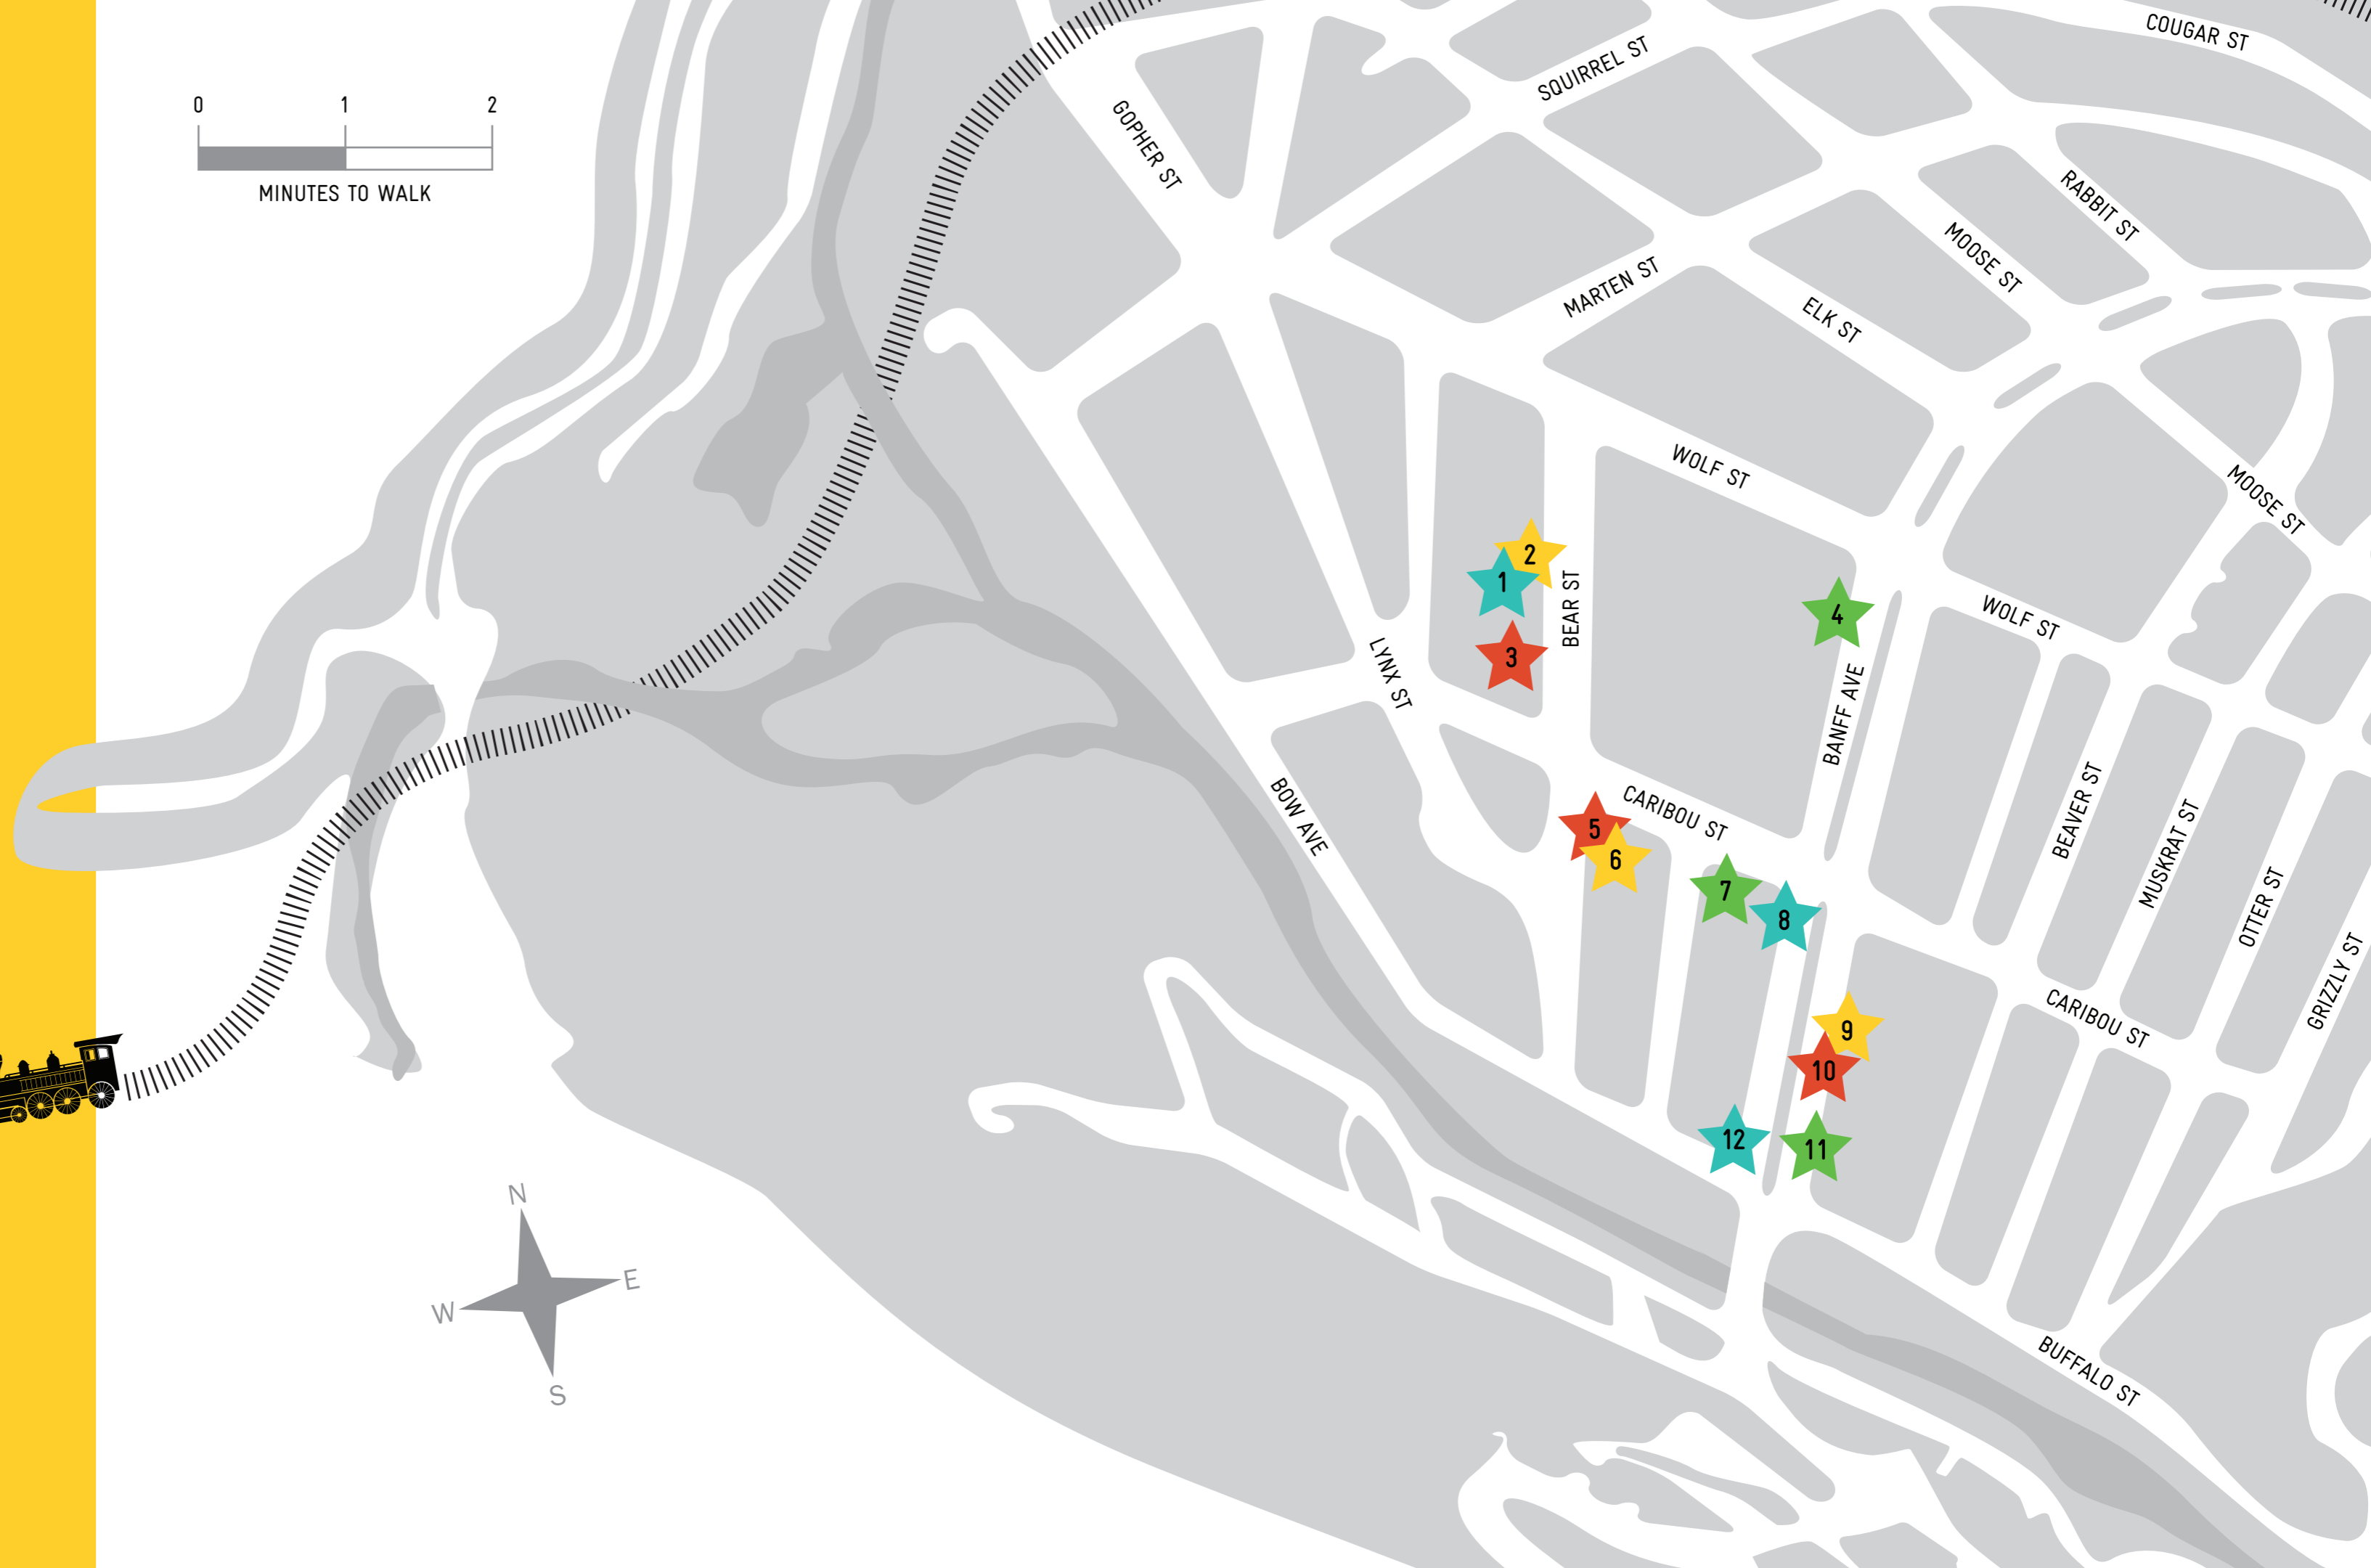 0 1 2
MINUTES TO WALK
COUGAR ST
SQUIRREL ST
GOPHER ST
RABBIT ST
MOOSE ST
MARTEN ST
ELK ST
WOLF ST
MOOSE ST
2
1
BEAR ST
3
4
WOLF ST
LYNX ST
BANFF AVE
BOW AVE
CARIBOU ST
5
6
BEAVER ST
MUSKRAT ST
7
8
OTTER ST
GRIZZLY ST
9
10
CARIBOU ST
12
11
N
E
W
S
BUFFALO ST